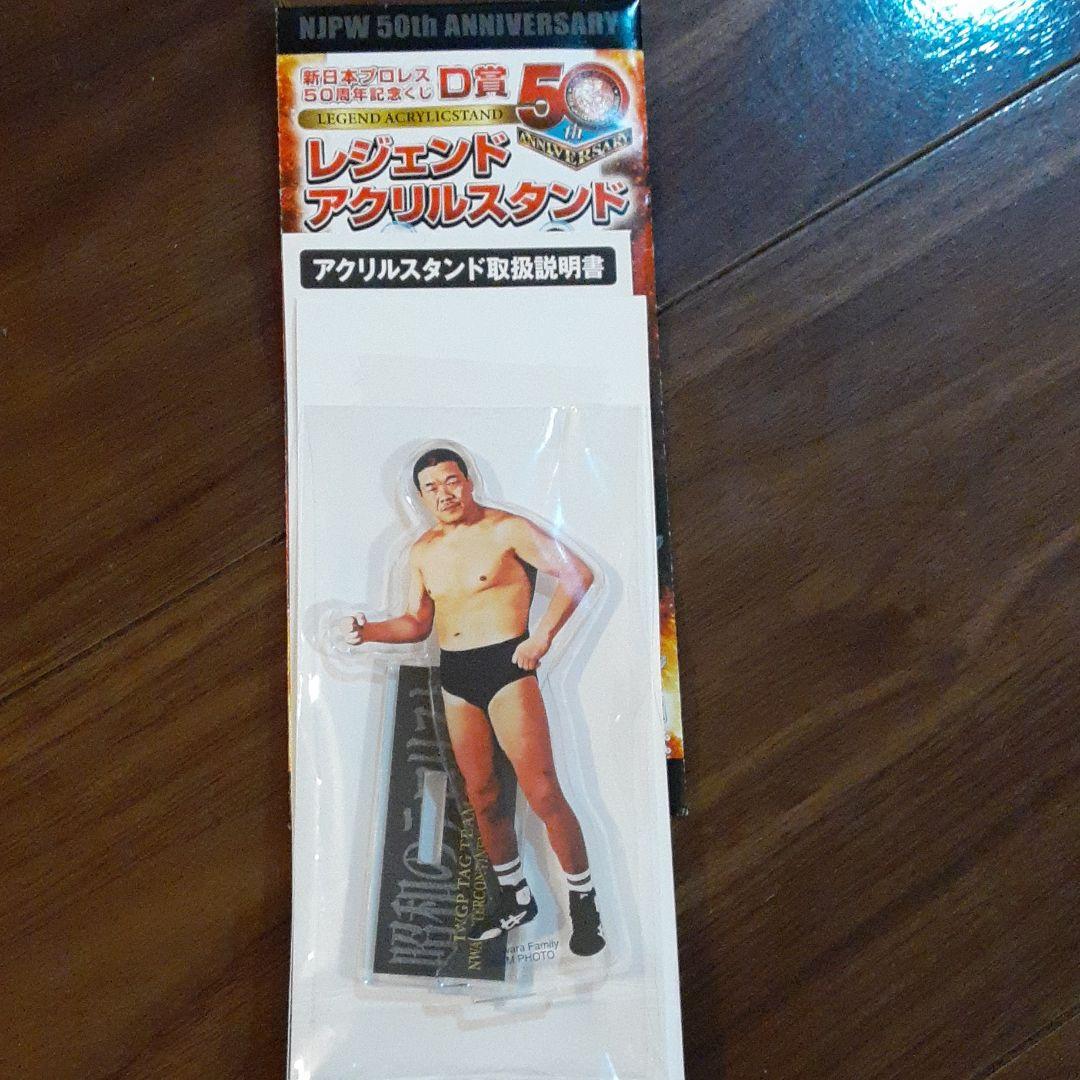 NJPW 50th ANNIVERSARY
新日本プロレス
50周年記念くじ
D賞
50
th
ANNIVERSARY
LEGEND ACRYLICSTAND
レジェンド
アクリルスタンド
アクリルスタンド取扱説明書
昭和の
IWGP TAG TEAM
NWA
Family
PHOTO